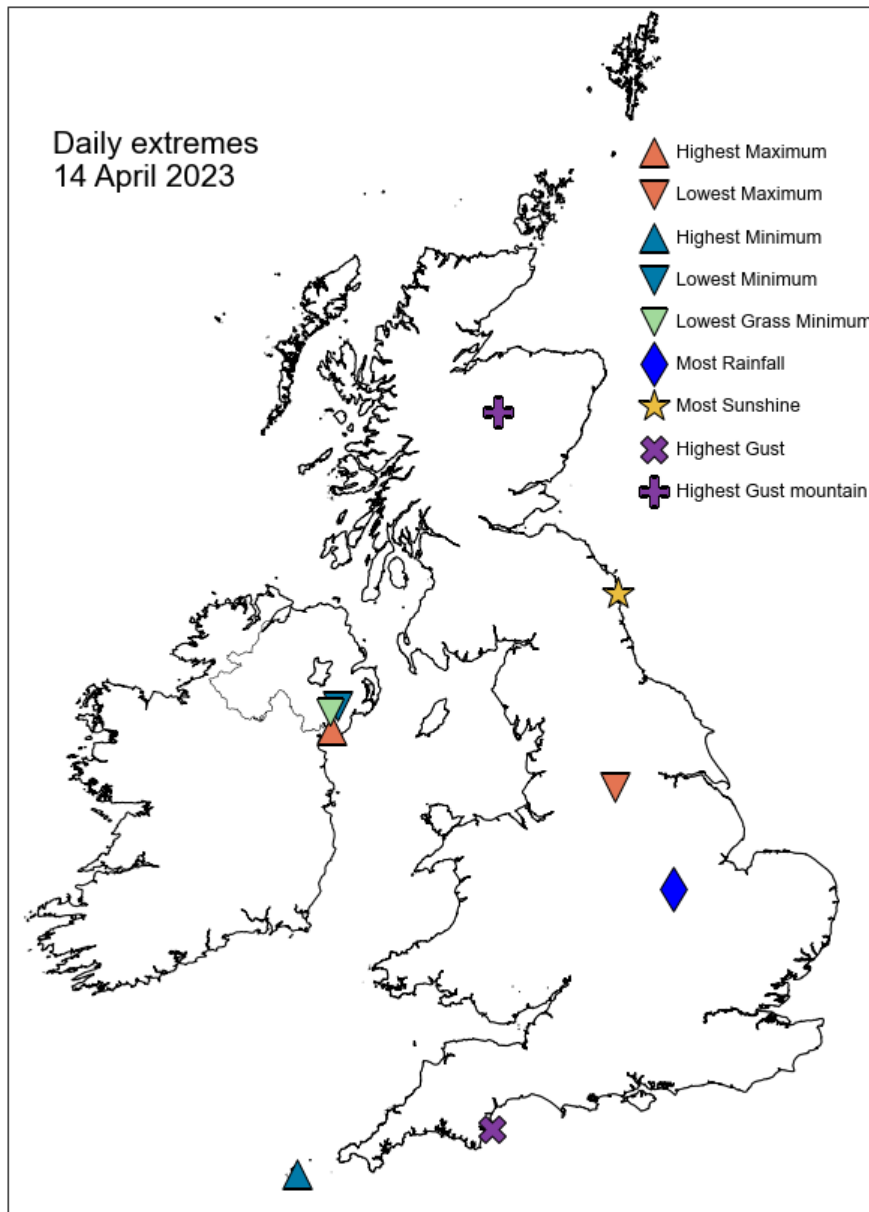 Daily extremes
14 April 2023
Highest Maximum
Lowest Maximum
Highest Minimum
Lowest Minimum
Lowest Grass Minimum
Most Rainfall
Most Sunshine
Highest Gust
Highest Gust mountain